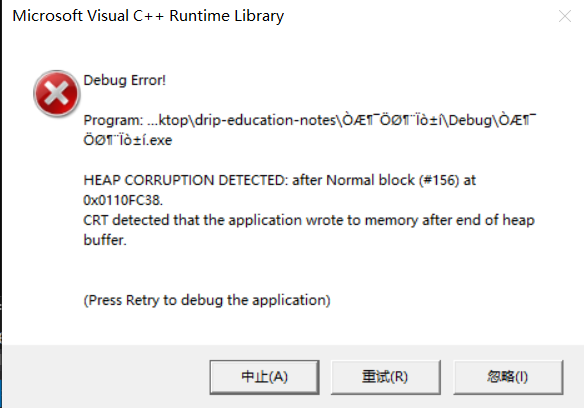 Microsoft Visual C++ Runtime Library
Debug Error!
Program: ...ktop\drip-education-notes\ÒÆ¶¯ÖØ¶¨Ïò±í\Debug\ÒÆ¶¯
ÖØ¶¨Ïò±í.exe
HEAP CORRUPTION DETECTED: after Normal block (#156) at
0x0110FC38.
CRT detected that the application wrote to memory after end of heap
buffer.
(Press Retry to debug the application)
中止(A)
重试(R)
忽略(I)